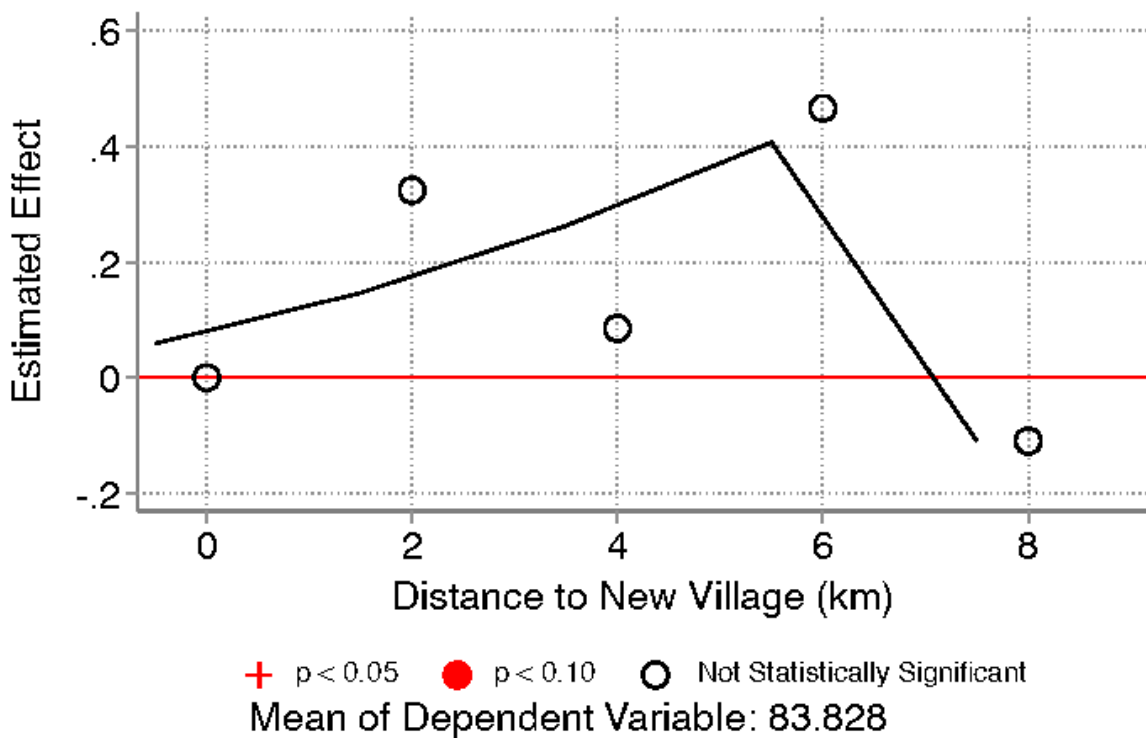 .6
.4
.2
0
-.2
Estimated Effect
0 2 4 6 8
Distance to New Village (km)
p < 0.05 p < 0.10 Not Statistically Significant
Mean of Dependent Variable: 83.828